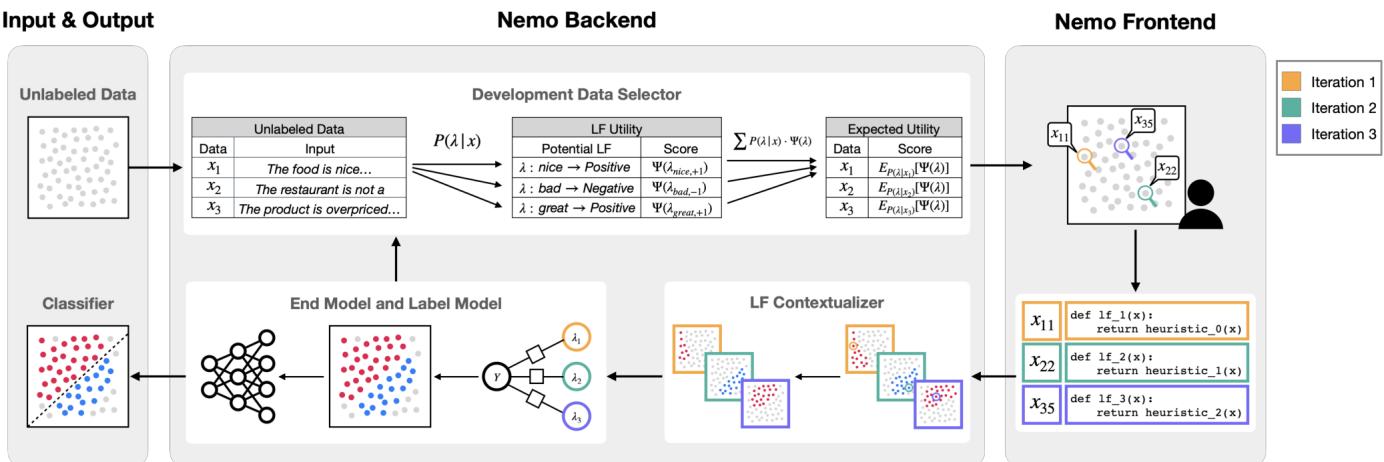 Input & Output
Nemo Backend
Nemo Frontend
Unlabeled Data
Development Data Selector
Unlabeled Data
Data Input
x₁ The food is nice…
x₂ The restaurant is not a
x₃ The product is overpriced…
P(λ|x)
LF Utility
Potential LF Score
λ : nice → Positive Ψ(λnice,+1)
λ : bad → Negative Ψ(λbad,−1)
λ : great → Positive Ψ(λgreat,+1)
∑ P(λ|x) · Ψ(λ)
Expected Utility
Data Score
x₁ E_P(λ|x₁)[Ψ(λ)]
x₂ E_P(λ|x₂)[Ψ(λ)]
x₃ E_P(λ|x₃)[Ψ(λ)]
x₁₁
x₃₅
x₂₂
Iteration 1
Iteration 2
Iteration 3
Classifier
End Model and Label Model
Y
λ₁
λ₂
λ₃
LF Contextualizer
x₁₁ def lf_1(x):
return heuristic_0(x)
x₂₂ def lf_2(x):
return heuristic_1(x)
x₃₅ def lf_3(x):
return heuristic_2(x)